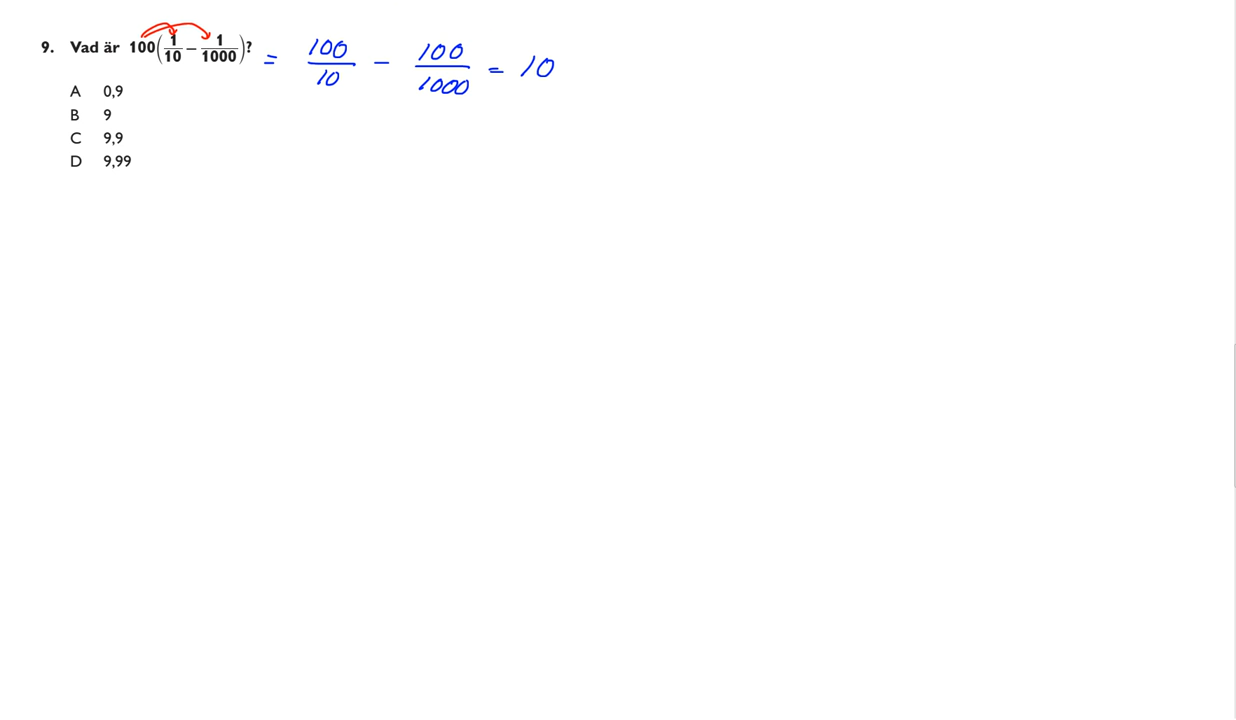 9. Vad är 100(1/10 − 1/1000)? = 100/10 − 100/1000 = 10
A 0,9
B 9
C 9,9
D 9,99